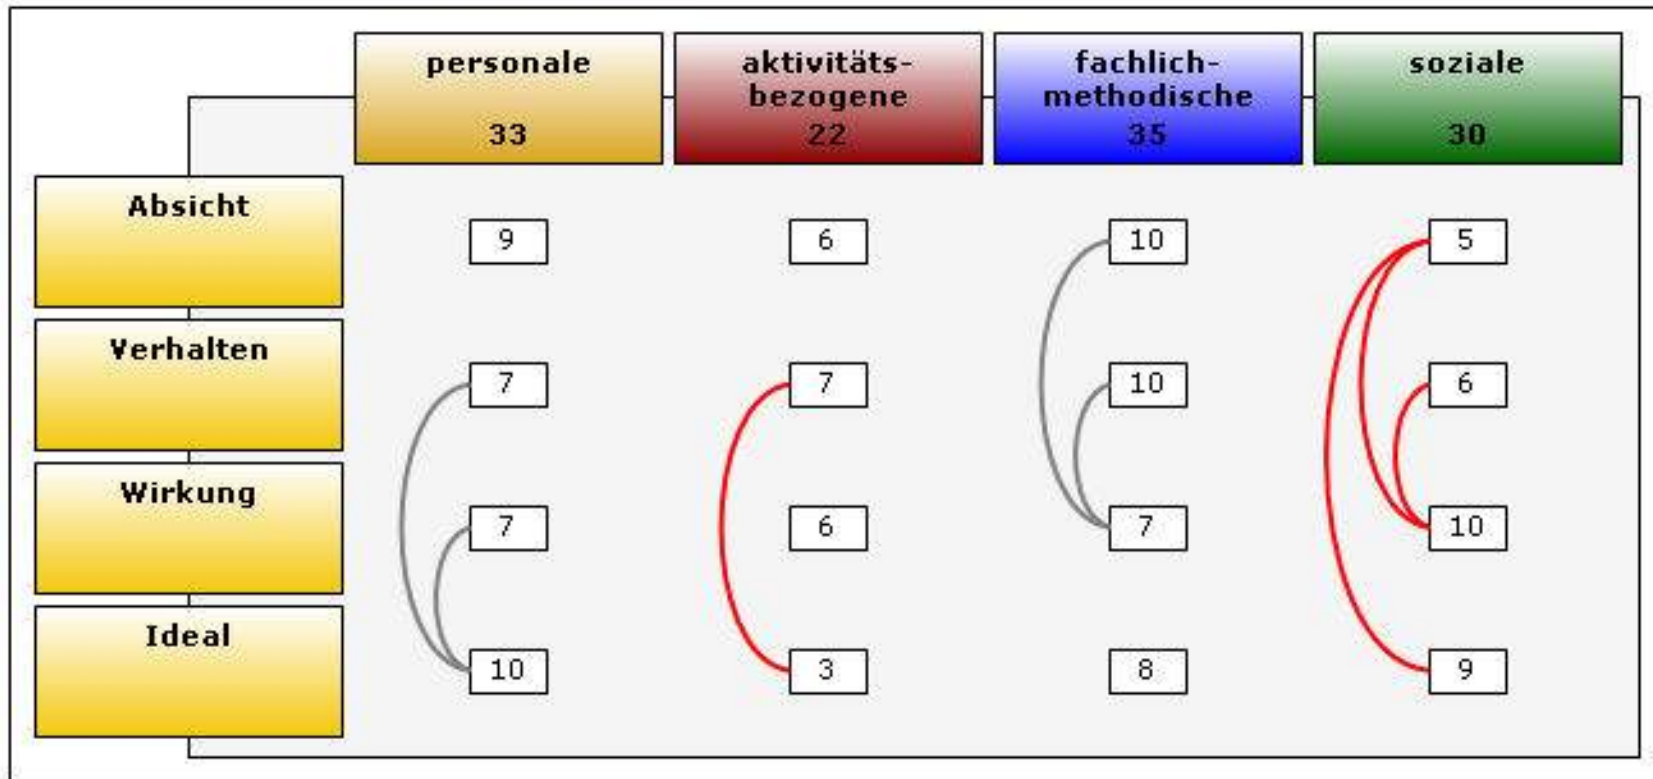 personale
aktivitäts-
bezogene
fachlich-
methodische
soziale
33
22
35
30
Absicht
9
6
10
5
Verhalten
7
7
10
6
Wirkung
7
6
7
10
Ideal
10
3
8
9